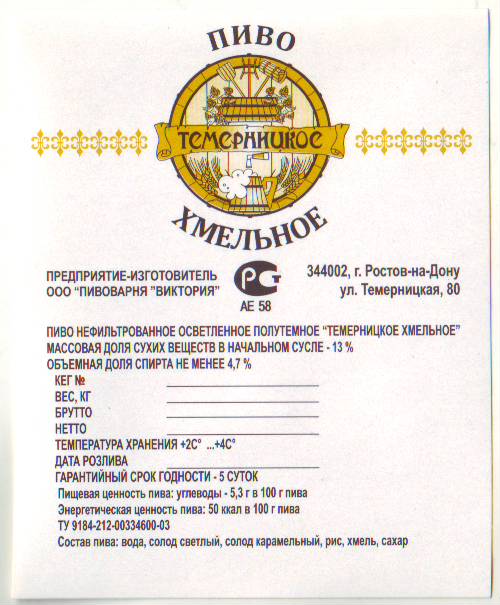 ПИВО
ТЕМЕРНИЦКОЕ
ХМЕЛЬНОЕ
ПРЕДПРИЯТИЕ-ИЗГОТОВИТЕЛЬ
ООО "ПИВОВАРНЯ "ВИКТОРИЯ"
РСТ
АЕ 58
344002, г. Ростов-на-Дону
ул. Темерницкая, 80
ПИВО НЕФИЛЬТРОВАННОЕ ОСВЕТЛЕННОЕ ПОЛУТЕМНОЕ "ТЕМЕРНИЦКОЕ ХМЕЛЬНОЕ"
МАССОВАЯ ДОЛЯ СУХИХ ВЕЩЕСТВ В НАЧАЛЬНОМ СУСЛЕ - 13 %
ОБЪЕМНАЯ ДОЛЯ СПИРТА НЕ МЕНЕЕ 4,7 %
КЕГ №
ВЕС, КГ
БРУТТО
НЕТТО
ТЕМПЕРАТУРА ХРАНЕНИЯ +2С° ...+4С°
ДАТА РОЗЛИВА
ГАРАНТИЙНЫЙ СРОК ГОДНОСТИ - 5 СУТОК
Пищевая ценность пива: углеводы - 5,3 г в 100 г пива
Энергетическая ценность пива: 50 ккал в 100 г пива
ТУ 9184-212-00334600-03
Состав пива: вода, солод светлый, солод карамельный, рис, хмель, сахар